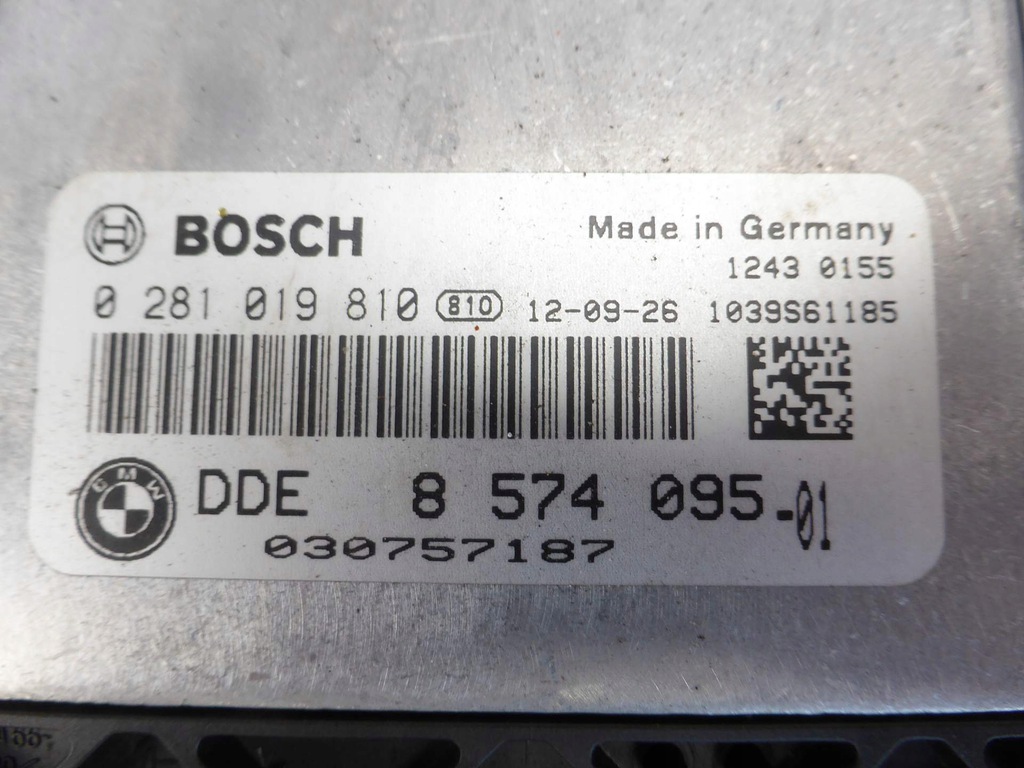 BOSCH
Made in Germany
1243 0155
0 281 019 810 810 12-09-26 1039S61185
BMW DDE 8 574 095-01
030757187